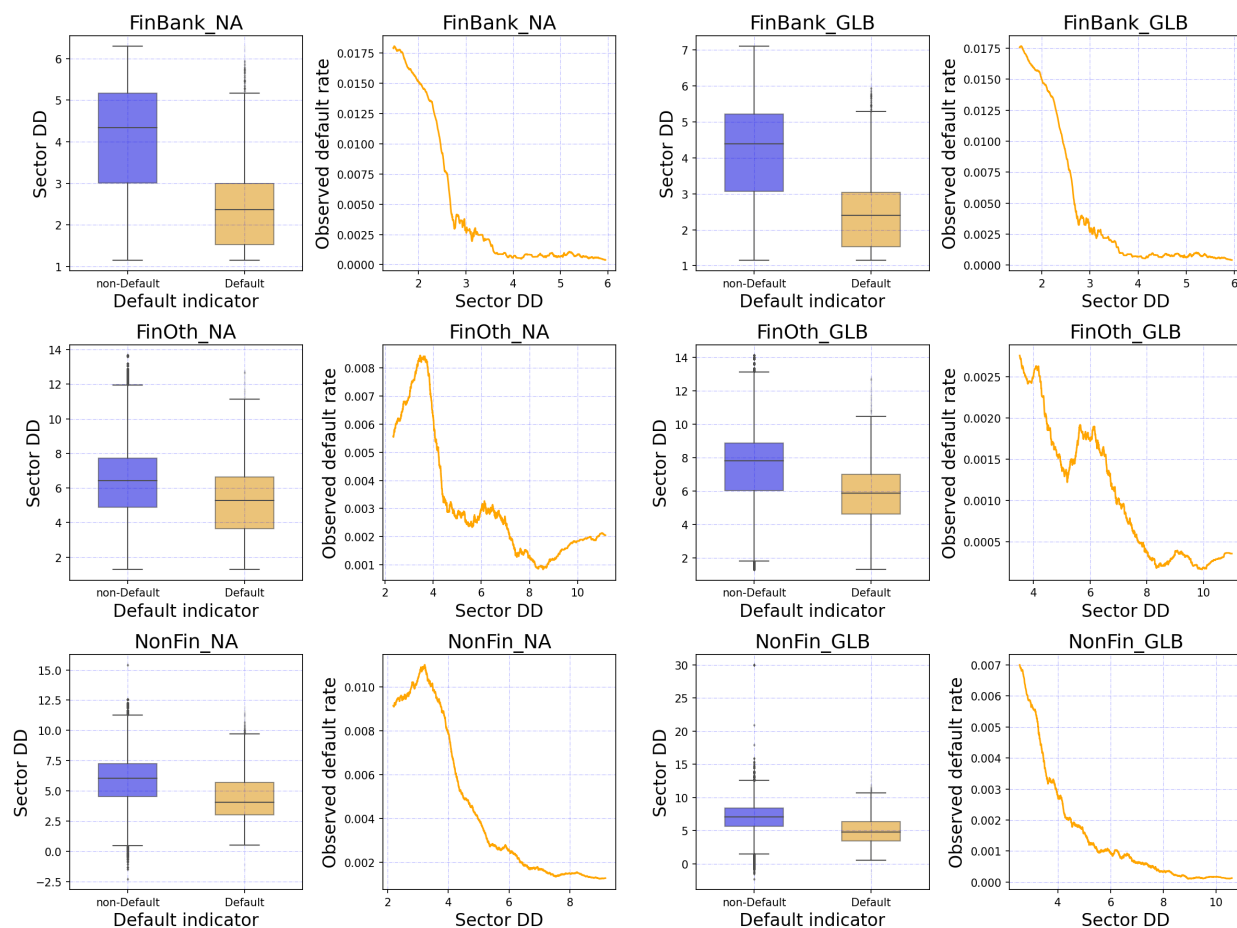 FinBank_NA
Sector DD
6
5
4
3
2
1
non-Default
Default
Default indicator
FinBank_NA
Observed default rate
0.0175
0.0150
0.0125
0.0100
0.0075
0.0050
0.0025
0.0000
2
3
4
5
6
Sector DD
FinBank_GLB
Sector DD
7
6
5
4
3
2
1
non-Default
Default
Default indicator
FinBank_GLB
Observed default rate
0.0175
0.0150
0.0125
0.0100
0.0075
0.0050
0.0025
0.0000
2
3
4
5
6
Sector DD
FinOth_NA
Sector DD
14
12
10
8
6
4
2
non-Default
Default
Default indicator
FinOth_NA
Observed default rate
0.008
0.007
0.006
0.005
0.004
0.003
0.002
0.001
2
4
6
8
10
Sector DD
FinOth_GLB
Sector DD
14
12
10
8
6
4
2
non-Default
Default
Default indicator
FinOth_GLB
Observed default rate
0.0025
0.0020
0.0015
0.0010
0.0005
4
6
8
10
Sector DD
NonFin_NA
Sector DD
15.0
12.5
10.0
7.5
5.0
2.5
0.0
−2.5
non-Default
Default
Default indicator
NonFin_NA
Observed default rate
0.010
0.008
0.006
0.004
0.002
2
4
6
8
Sector DD
NonFin_GLB
Sector DD
30
25
20
15
10
5
0
non-Default
Default
Default indicator
NonFin_GLB
Observed default rate
0.007
0.006
0.005
0.004
0.003
0.002
0.001
0.000
4
6
8
10
Sector DD